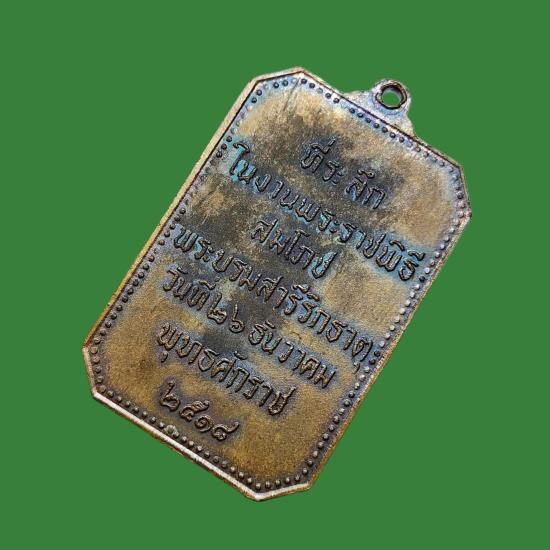 ที่ระลึก
ในงานพระราชพิธี
สมโภช
พระบรมสารีริกธาตุ
วันที่๒๖ ธันวาคม
พุทธศักราช
๒๕๑๘